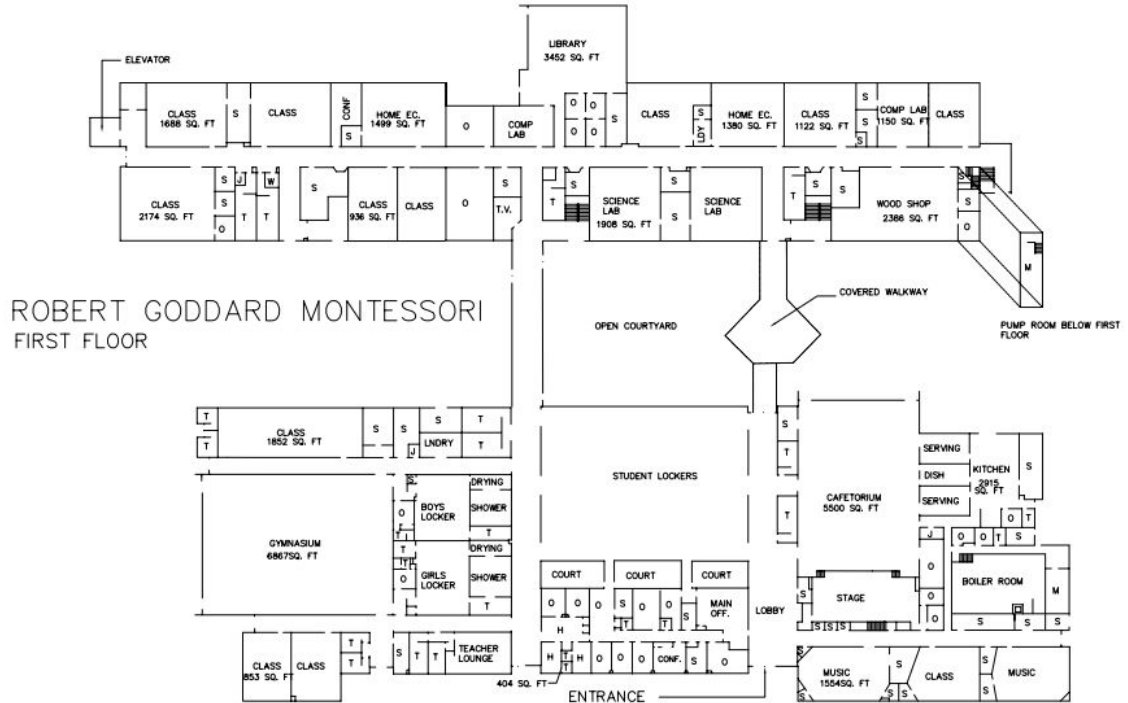 ELEVATOR
LIBRARY
3452 SQ. FT
CLASS
1688 SQ. FT
S
CLASS
CONF
S
HOME EC.
1499 SQ. FT
O
COMP
LAB
O
O
O
O
S
CLASS
S
LDY
HOME EC.
1380 SQ. FT
CLASS
1122 SQ. FT
S
S
S
COMP LAB
1150 SQ. FT
CLASS
CLASS
2174 SQ. FT
S
S
O
J
T
W
T
S
CLASS
936 SQ. FT
CLASS
O
S
T.V.
T
S
SCIENCE
LAB
1908 SQ. FT
S
S
SCIENCE
LAB
T
S
S
WOOD SHOP
2386 SQ. FT
S
S
O
M
ROBERT GODDARD MONTESSORI
FIRST FLOOR
OPEN COURTYARD
COVERED WALKWAY
PUMP ROOM BELOW FIRST
FLOOR
T
T
CLASS
1852 SQ. FT
S
S
J
S
LNDRY
T
T
STUDENT LOCKERS
S
T
T
CAFETORIUM
5500 SQ. FT
SERVING
DISH
SERVING
KITCHEN
2915
SQ. FT
S
O
T
J
O
O
T
S
O
O
O
GYMNASIUM
6867SQ. FT
S
BOYS
LOCKER
O
T
DRYING
SHOWER
T
T
T
O
GIRLS
LOCKER
DRYING
SHOWER
T
COURT
COURT
COURT
O
O
O
S
T
O
O
T
S
MAIN
OFF.
LOBBY
S
STAGE
S
S
S
BOILER ROOM
M
S
S
S
H
H
T
T
O
O
O
O
CONF.
S
O
CLASS
853 SQ. FT
CLASS
T
T
S
T
T
TEACHER
LOUNGE
404 SQ. FT
ENTRANCE
S
S
MUSIC
1554SQ. FT
S
S
S
CLASS
S
S
MUSIC